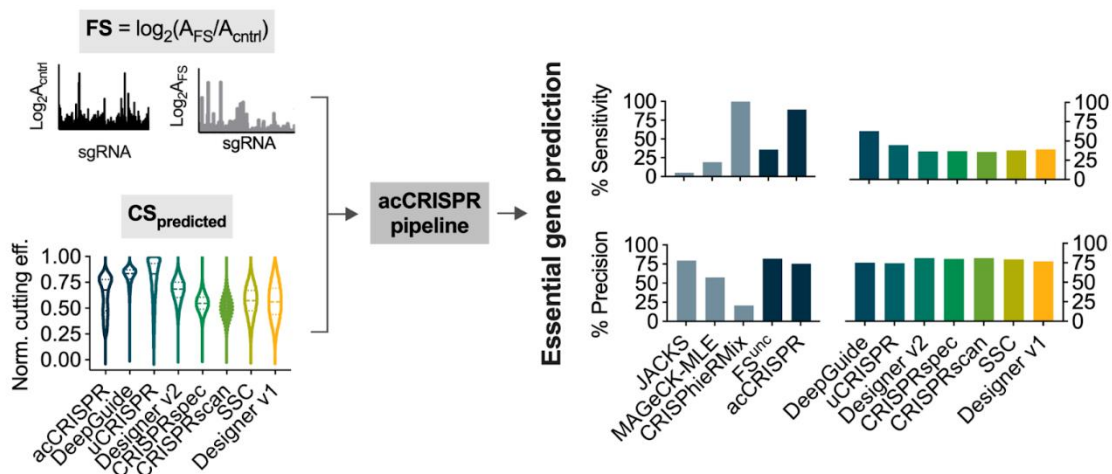 FS = log2(AFS/Acntrl)
Log2Acntrl
sgRNA
Log2AFS
sgRNA
CSpredicted
Norm. cutting eff.
1.00
0.75
0.50
0.25
0.00
acCRISPR
DeepGuide
uCRISPR
Designer v2
CRISPRspec
CRISPRscan
SSC
Designer v1
acCRISPR
pipeline
Essential gene prediction
% Sensitivity
100
75
50
25
0
100
75
50
25
0
% Precision
100
75
50
25
0
100
75
50
25
0
JACKS
MAGeCK-MLE
CRISPhieRMix
FSunc
acCRISPR
DeepGuide
uCRISPR
Designer v2
CRISPRspec
CRISPRscan
SSC
Designer v1